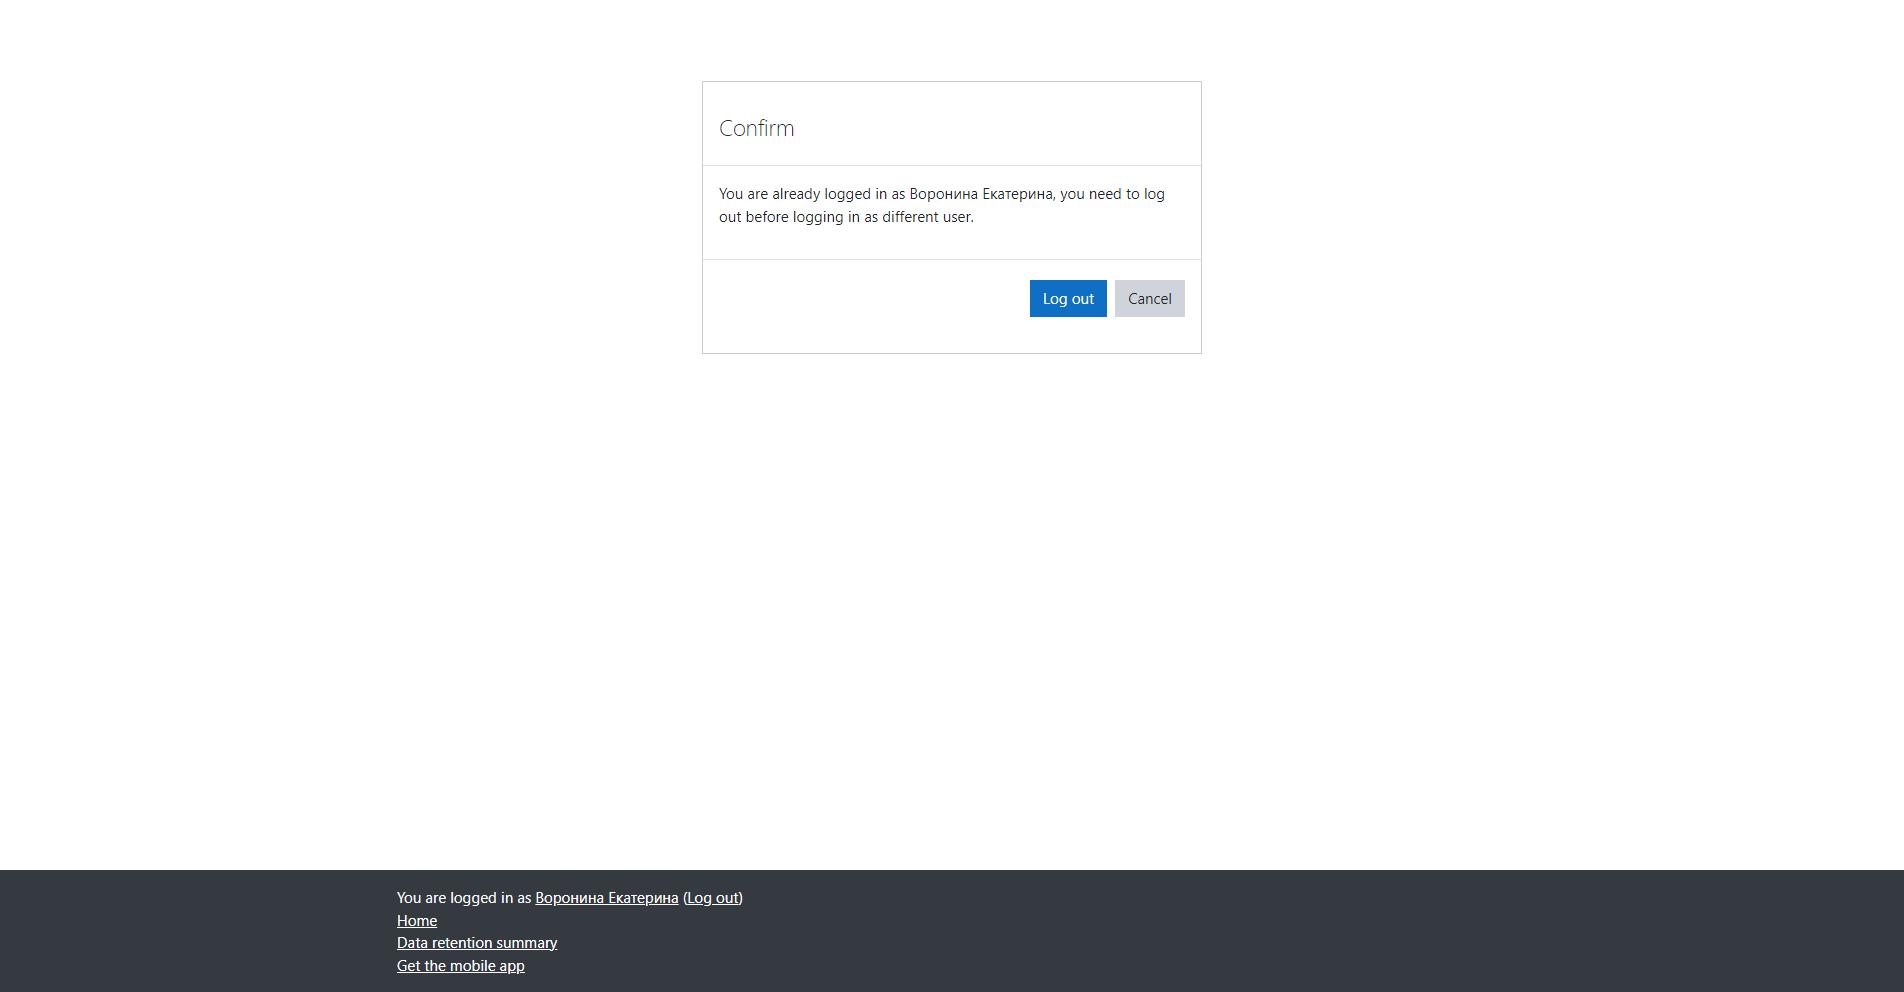 Confirm
You are already logged in as Воронина Екатерина, you need to log
out before logging in as different user.
Log out
Cancel
You are logged in as Воронина Екатерина (Log out)
Home
Data retention summary
Get the mobile app